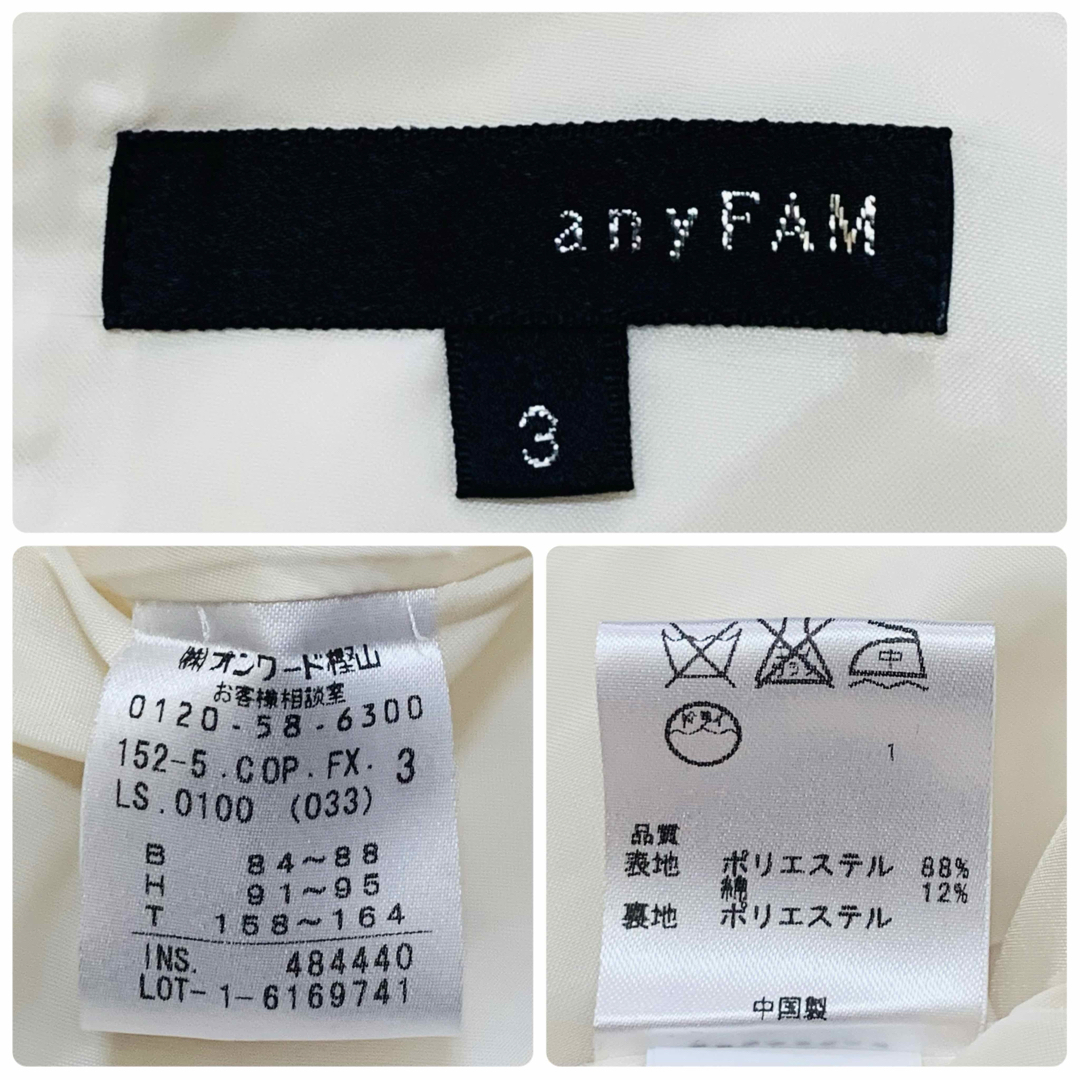 anyFAM
3
㈱オンワード樫山
お客様相談室
0120-58-6300
152-5.COP.FX. 3
LS.0100 (033)
B 84~88
H 91~95
T 158~164
INS. 484440
LOT-1-6169741
中
ドライ
1
品質
表地 ポリエステル 88%
綿 12%
裏地 ポリエステル
中国製